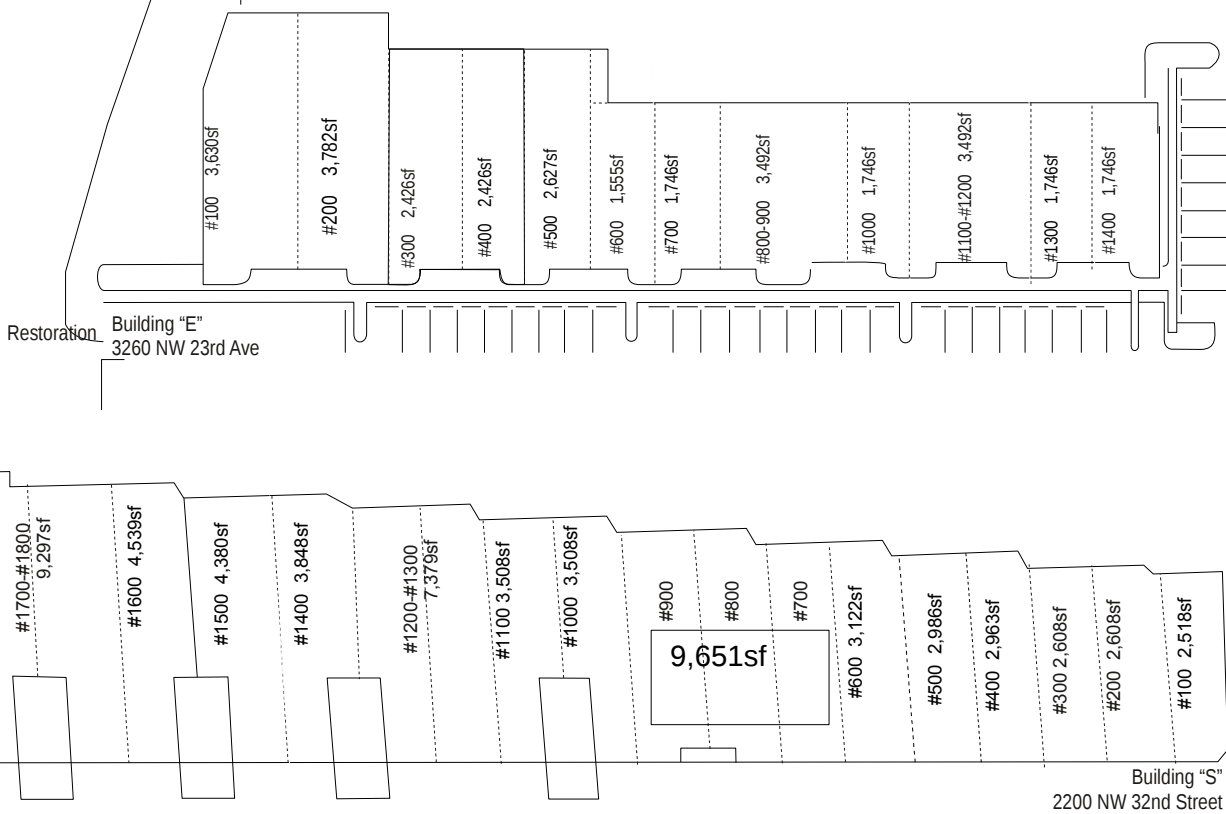 #100 3,630sf
#200 3,782sf
#300 2,426sf
#400 2,426sf
#500 2,627sf
#600 1,555sf
#700 1,746sf
#800-900 3,492sf
#1000 1,746sf
#1100-#1200 3,492sf
#1300 1,746sf
#1400 1,746sf
Restoration
Building “E”
3260 NW 23rd Ave
#1700-#1800
9,297sf
#1600 4,539sf
#1500 4,380sf
#1400 3,848sf
#1200-#1300
7,379sf
#1100 3,508sf
#1000 3,508sf
#900
#800
#700
9,651sf
#600 3,122sf
#500 2,986sf
#400 2,963sf
#300 2,608sf
#200 2,608sf
#100 2,518sf
Building “S”
2200 NW 32nd Street